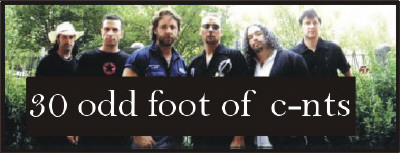 30 odd foot of c-nts